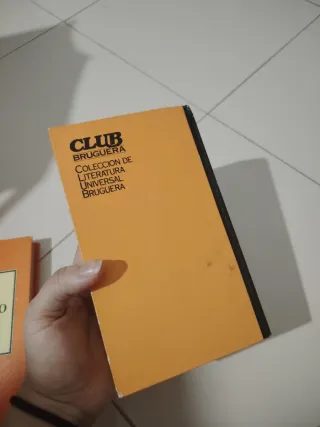 CLUB
BRUGUERA
COLECCION DE
LITERATURA
UNIVERSAL
BRUGUERA
O